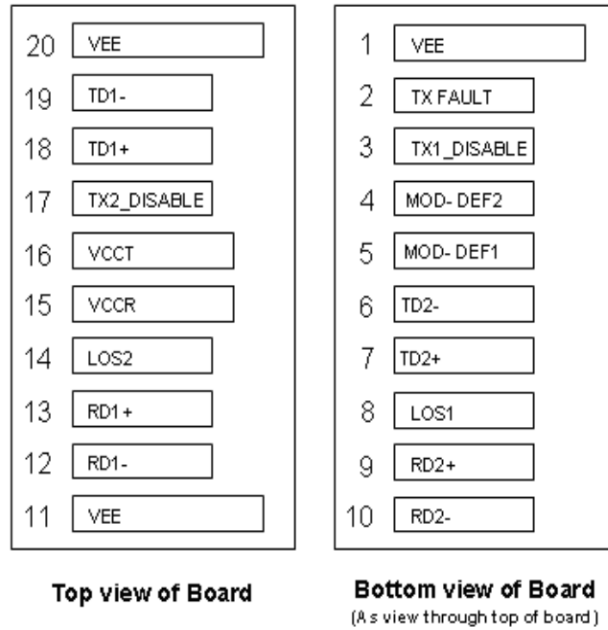 20 VEE
19 TD1-
18 TD1+
17 TX2_DISABLE
16 VCCT
15 VCCR
14 LOS2
13 RD1+
12 RD1-
11 VEE
Top view of Board
1 VEE
2 TX FAULT
3 TX1_DISABLE
4 MOD- DEF2
5 MOD- DEF1
6 TD2-
7 TD2+
8 LOS1
9 RD2+
10 RD2-
Bottom view of Board
(As view through top of board)